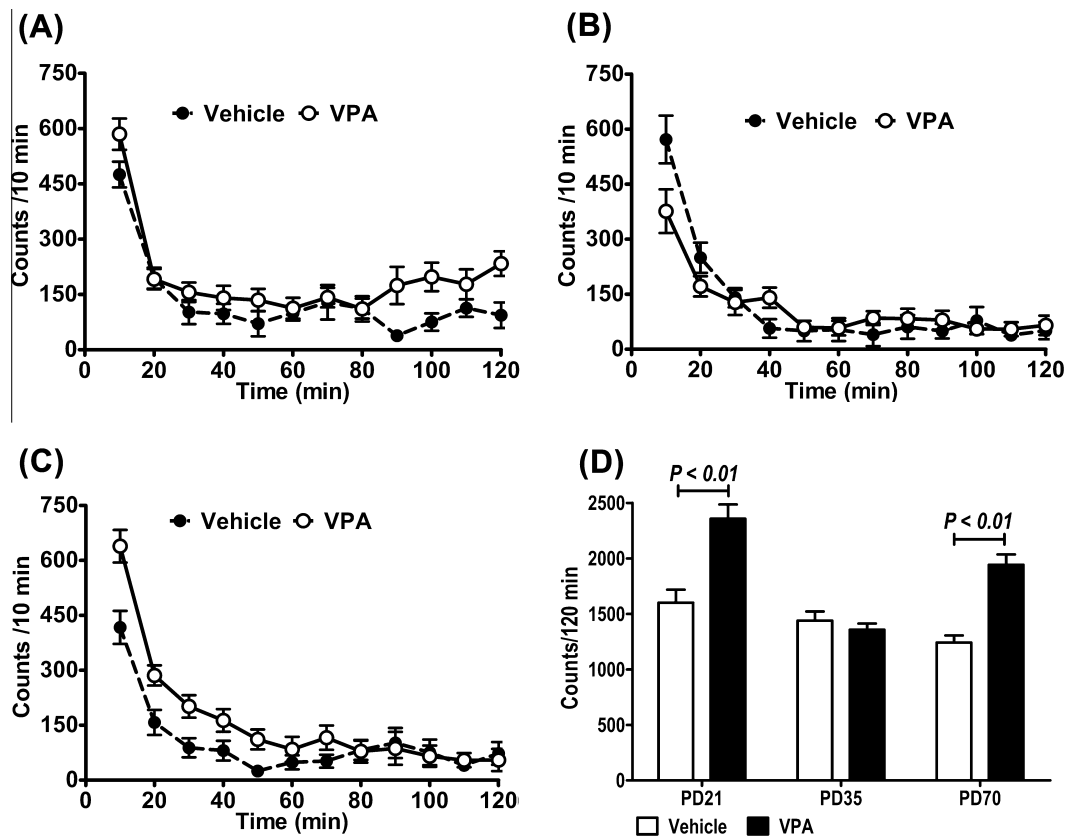 (A)
750
600
450
300
150
0
Counts /10 min
Vehicle VPA
0 20 40 60 80 100 120
Time (min)
(B)
750
600
450
300
150
0
Counts /10 min
Vehicle VPA
0 20 40 60 80 100 120
Time (min)
(C)
750
600
450
300
150
0
Counts /10 min
Vehicle VPA
0 20 40 60 80 100 120
Time (min)
(D)
P < 0.01
P < 0.01
2500
2000
1500
1000
500
0
Counts/120 min
PD21 PD35 PD70
Vehicle VPA